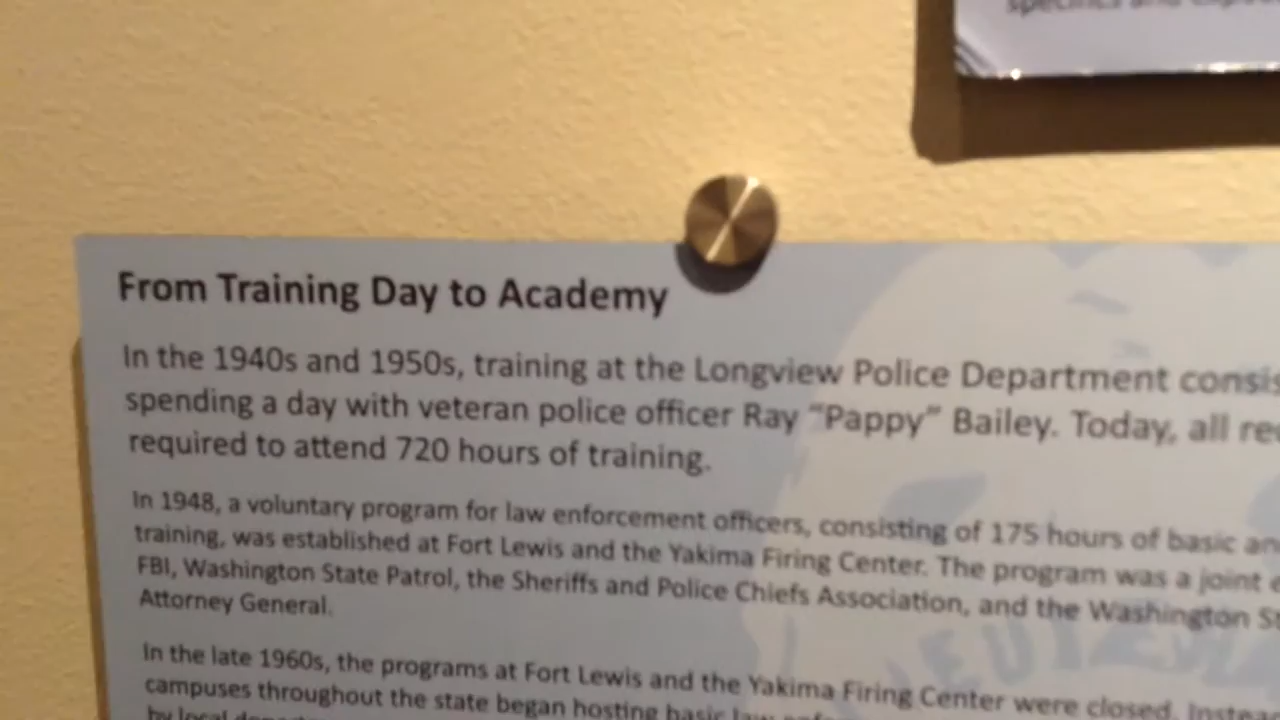 specifics and
From Training Day to Academy
In the 1940s and 1950s, training at the Longview Police Department
spending a day with veteran police officer Ray “Pappy” Bailey. Today, all
required to attend 720 hours of training.
In 1948, a voluntary program for law enforcement officers, consisting of 175 hours of basic
training, was established at Fort Lewis and the Yakima Firing Center. The program was a joint
FBI, Washington State Patrol, the Sheriffs and Police Chiefs Association, and the Washington
Attorney General.
In the late 1960s, the programs at Fort Lewis and the Yakima Firing Center were closed.
campuses throughout the state began hosting basic law
by local